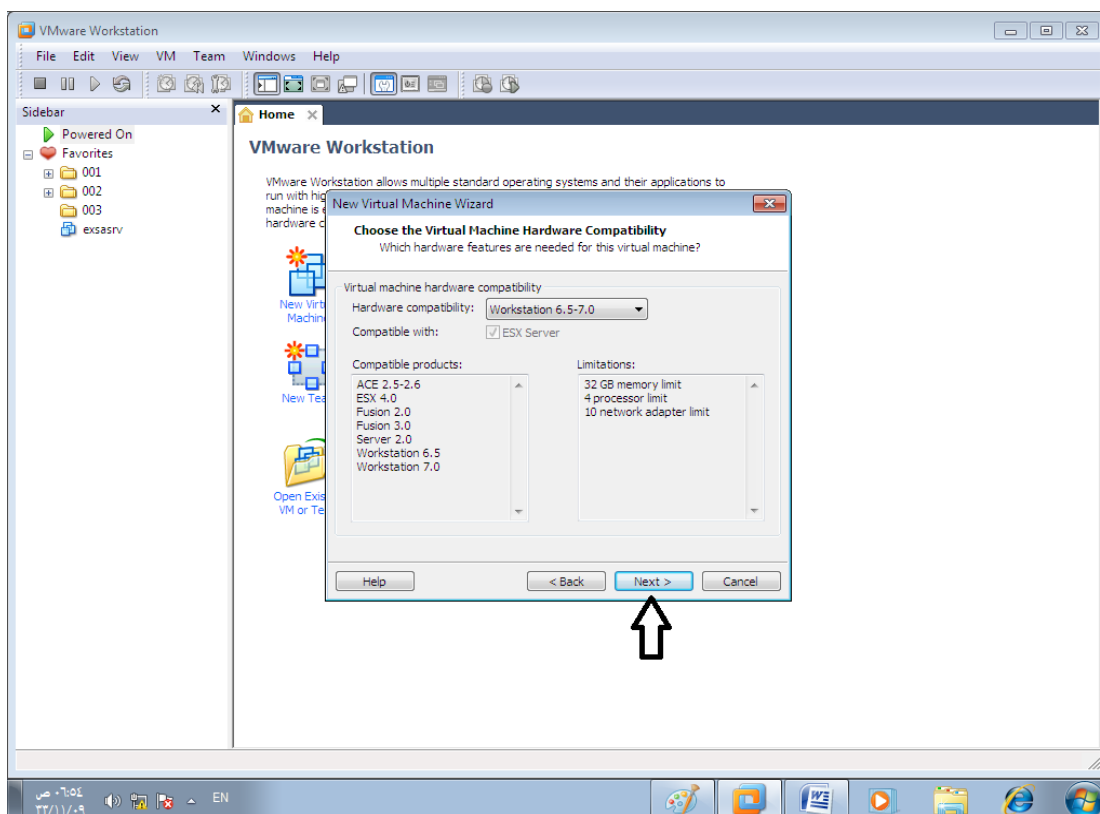 VMware Workstation
File Edit View VM Team Windows Help
Sidebar
Powered On
Favorites
001
002
003
exsasrv
Home
VMware Workstation
VMware Workstation allows multiple standard operating systems and their applications to
run with hig
machine is
hardware c
New Virt
Machin
New Tea
Open Exis
VM or Te
New Virtual Machine Wizard
Choose the Virtual Machine Hardware Compatibility
Which hardware features are needed for this virtual machine?
Virtual machine hardware compatibility
Hardware compatibility: Workstation 6.5-7.0
Compatible with: ESX Server
Compatible products:
ACE 2.5-2.6
ESX 4.0
Fusion 2.0
Fusion 3.0
Server 2.0
Workstation 6.5
Workstation 7.0
Limitations:
32 GB memory limit
4 processor limit
10 network adapter limit
Help < Back Next > Cancel
٠٦:٥٤ ص
٣٣/١١/٠٩
EN